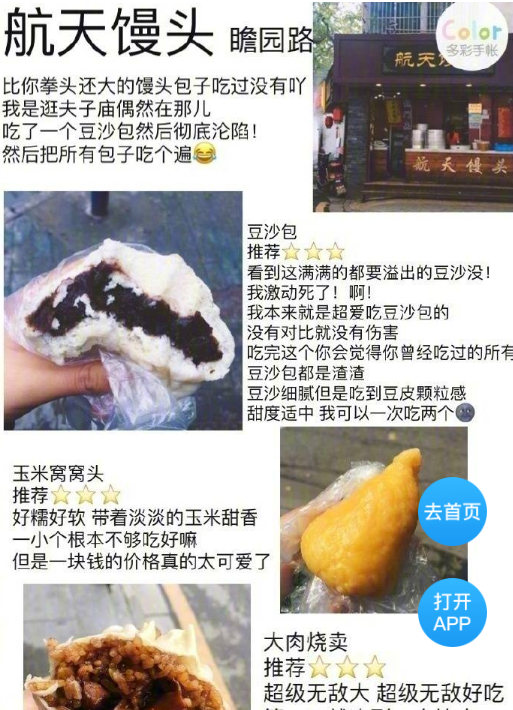 航天馒头 瞻园路
Color
多彩手帐
航天馒头
比你拳头还大的馒头包子吃过没有吖
我是逛夫子庙偶然在那儿
吃了一个豆沙包然后彻底沦陷！
然后把所有包子吃个遍😂
豆沙包
推荐⭐⭐⭐
看到这满满的都要溢出的豆沙没！
我激动死了！啊！
我本来就是超爱吃豆沙包的
没有对比就没有伤害
吃完这个你会觉得你曾经吃过的所有
豆沙包都是渣渣
豆沙细腻但是吃到豆皮颗粒感
甜度适中 我可以一次吃两个🌚
玉米窝窝头
推荐⭐⭐⭐
好糯好软 带着淡淡的玉米甜香
一小个根本不够吃好嘛
但是一块钱的价格真的太可爱了
去首页
打开
APP
大肉烧卖
推荐⭐⭐⭐
超级无敌大 超级无敌好吃